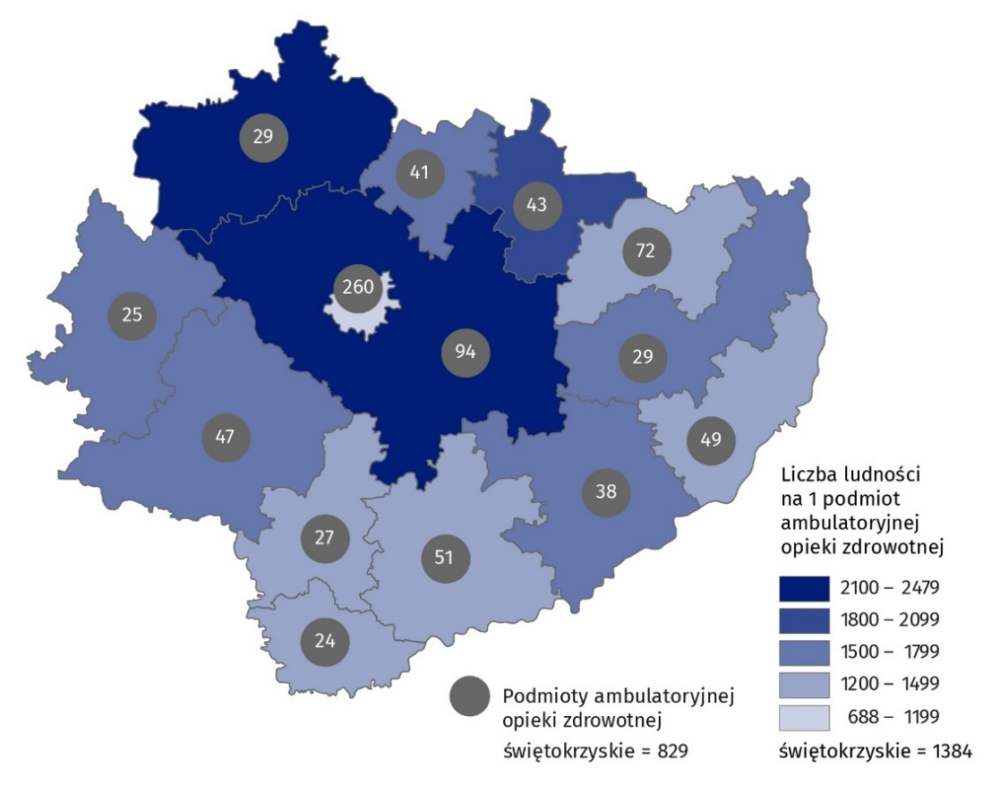 29
41
43
72
260
25
94
29
47
49
38
27
51
24
Liczba ludności
na 1 podmiot
ambulatoryjnej
opieki zdrowotnej
2100 – 2479
1800 – 2099
1500 – 1799
1200 – 1499
688 – 1199
świętokrzyskie = 1384
Podmioty ambulatoryjnej
opieki zdrowotnej
świętokrzyskie = 829